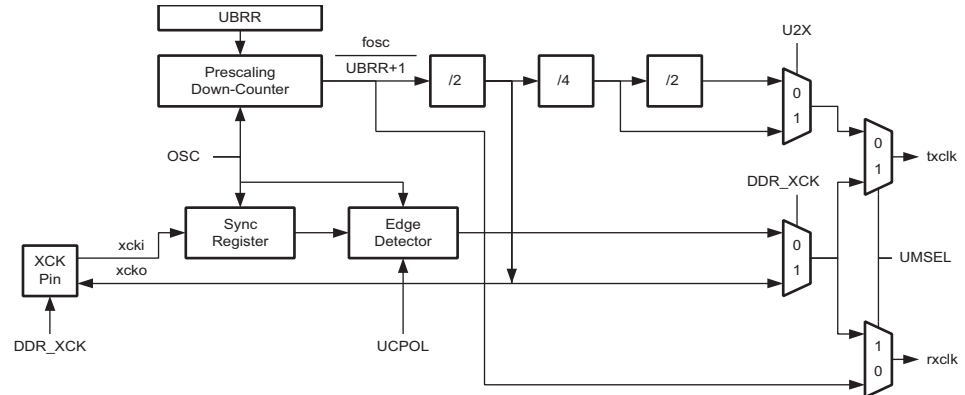 UBRR
fosc
U2X
Prescaling
Down-Counter
UBRR+1
/2
/4
/2
0
1
OSC
0
1
txclk
DDR_XCK
xcki
Sync
Register
Edge
Detector
0
1
XCK
Pin
xcko
UMSEL
DDR_XCK
UCPOL
1
0
rxclk